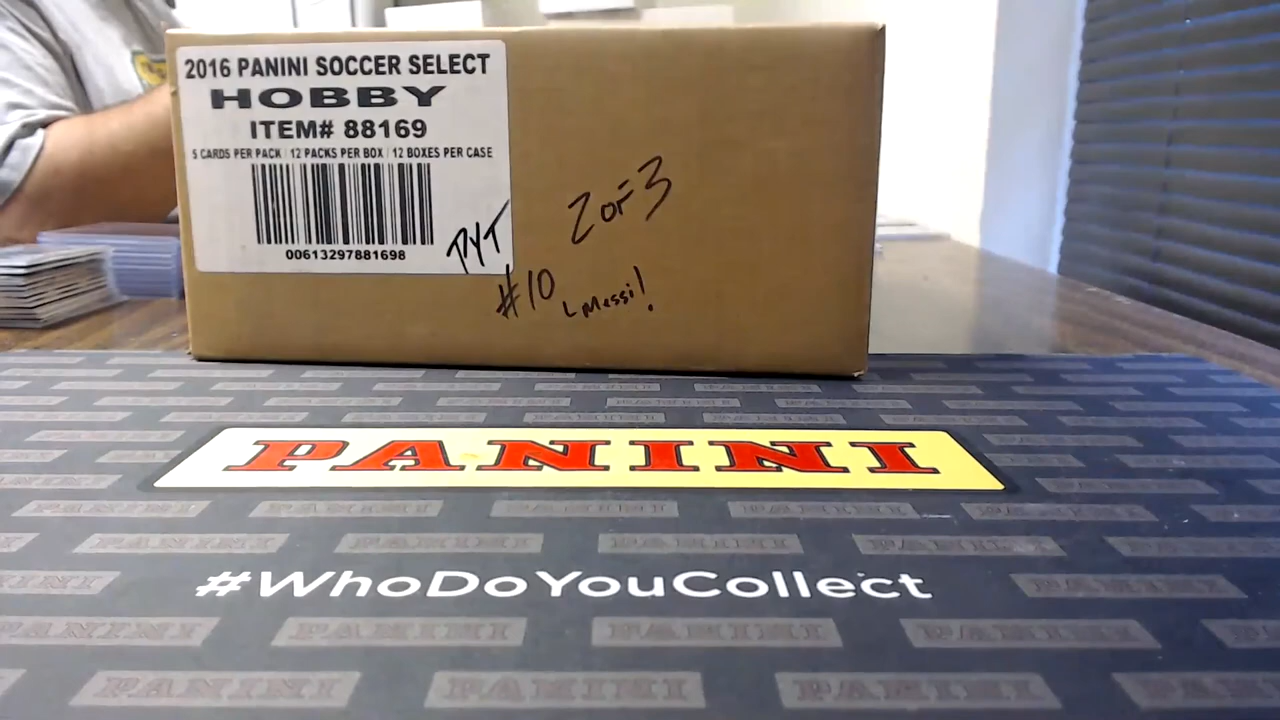 2016 PANINI SOCCER SELECT
HOBBY
ITEM# 88169
5 CARDS PER PACK / 12 PACKS PER BOX / 12 BOXES PER CASE
00613297881698
PYT
2 of 3
#10
L Messi!
PANINI
#WhoDoYouCollect